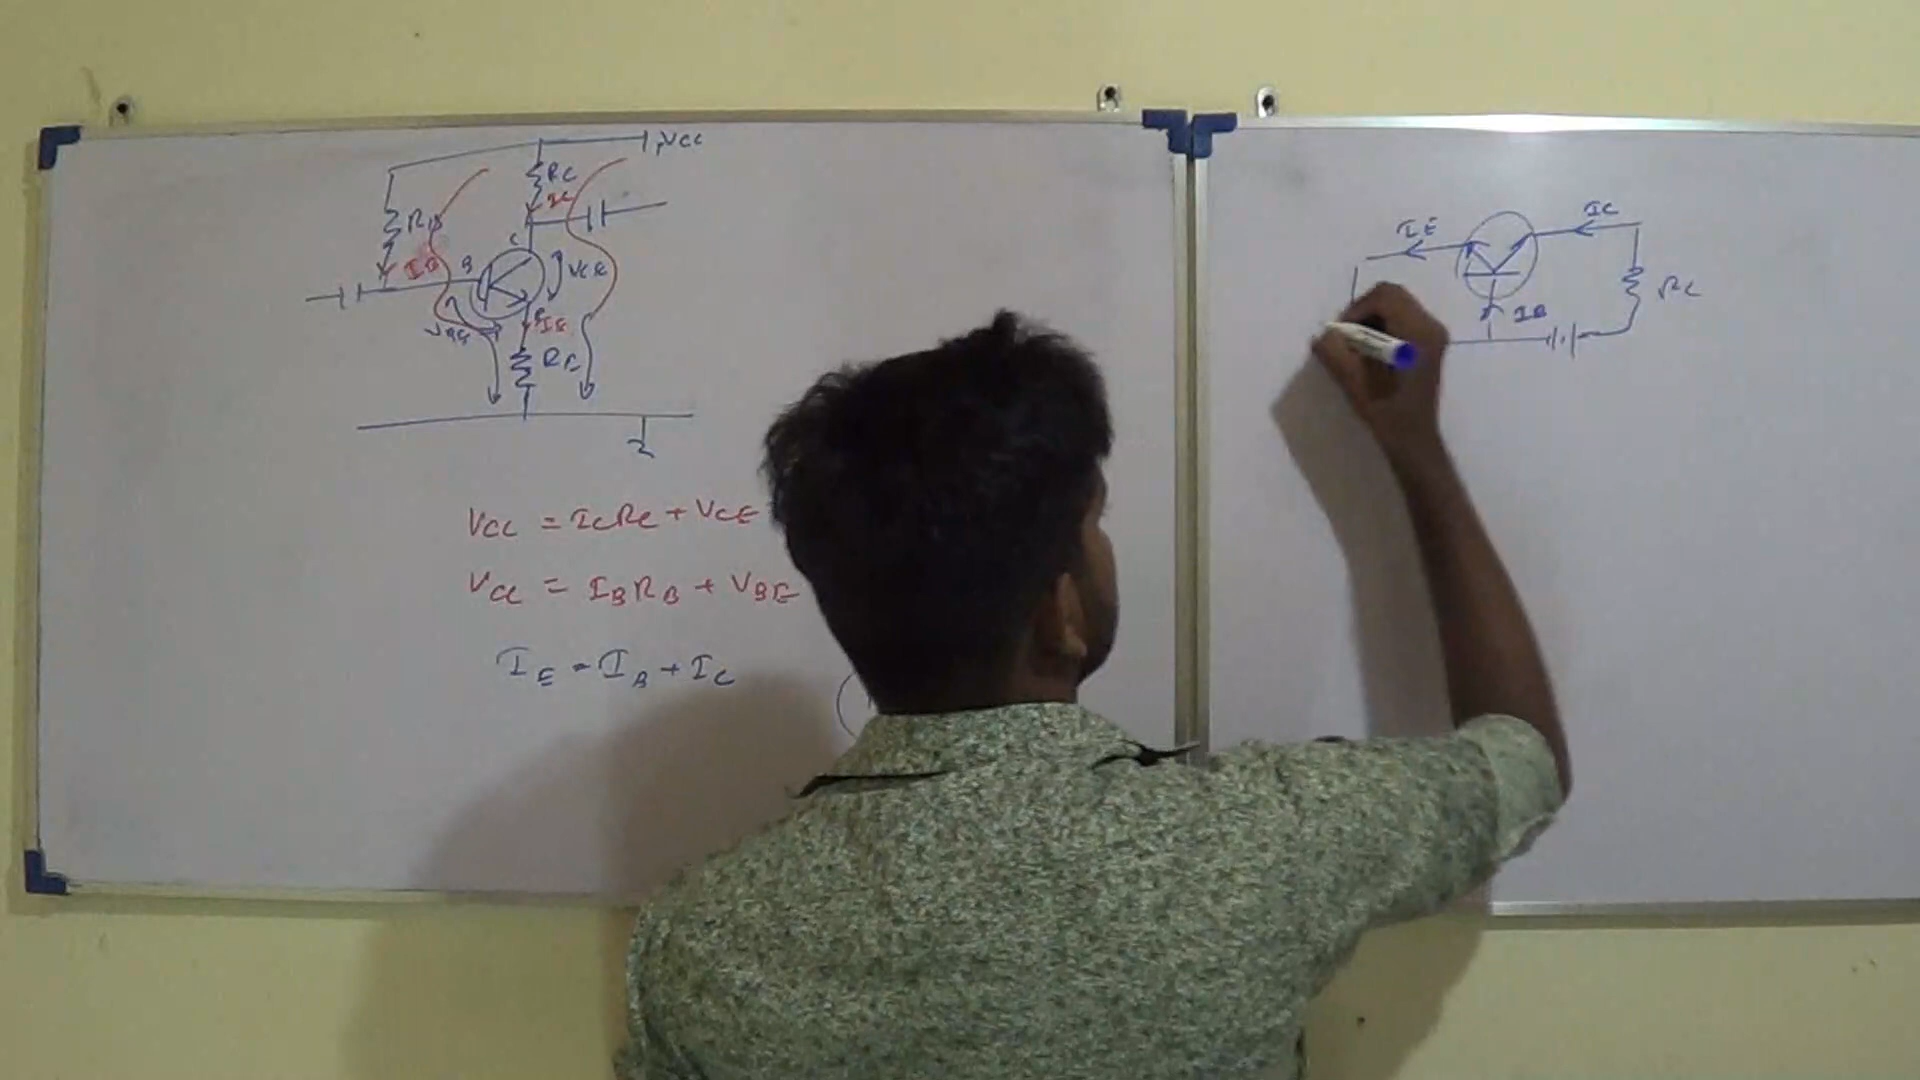 VCC
RC
IC
RB
IB
B
C
VCE
VBE
E
IE
RE
VCC = ICRC + VCE
VCC = IBRB + VBE
IE = IB + IC
IE
IC
RC
IB